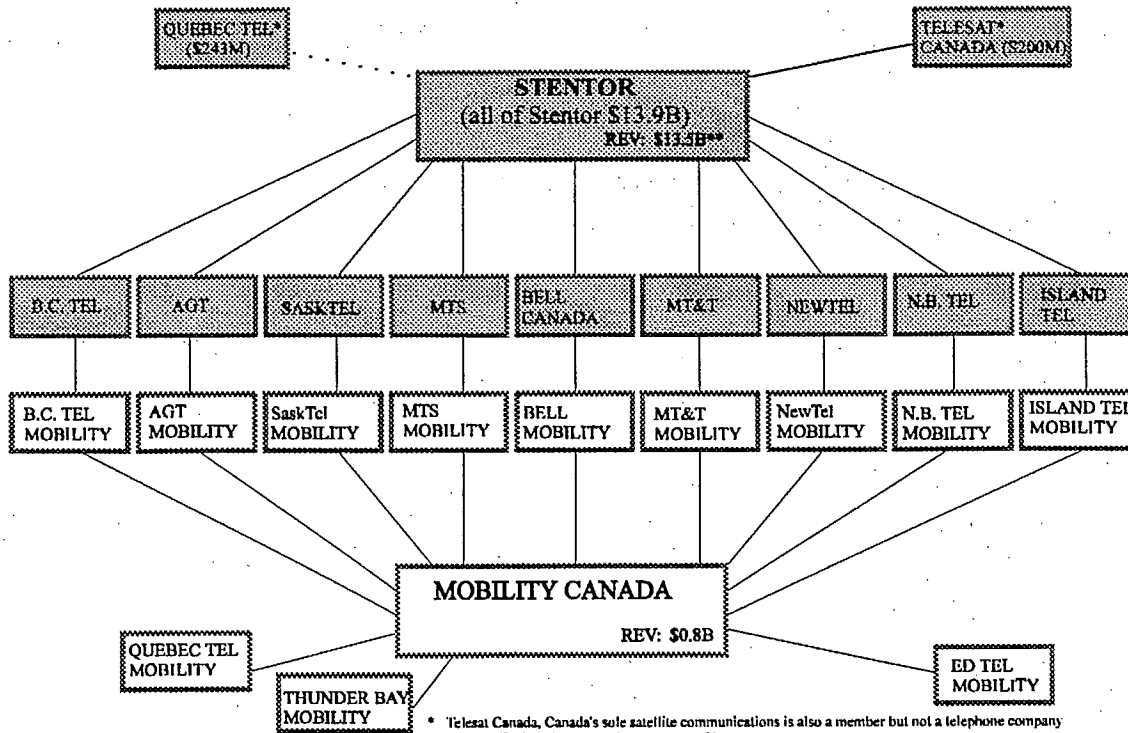 QUEBEC TEL*
($243M)
TELESAT*
CANADA ($200M)
STENTOR
(all of Stentor $13.9B)
REV: $13.5B**
B.C. TEL
AGT
SASKTEL
MTS
BELL
CANADA
MT&T
NEWTEL
N.B. TEL
ISLAND
TEL
B.C. TEL
MOBILITY
AGT
MOBILITY
SaskTel
MOBILITY
MTS
MOBILITY
BELL
MOBILITY
MT&T
MOBILITY
NewTel
MOBILITY
N.B. TEL
MOBILITY
ISLAND TEL
MOBILITY
MOBILITY CANADA
REV: $0.8B
QUEBEC TEL
MOBILITY
THUNDER BAY
MOBILITY
ED TEL
MOBILITY
* Telesat Canada, Canada's sole satellite communications is also a member but not a telephone company